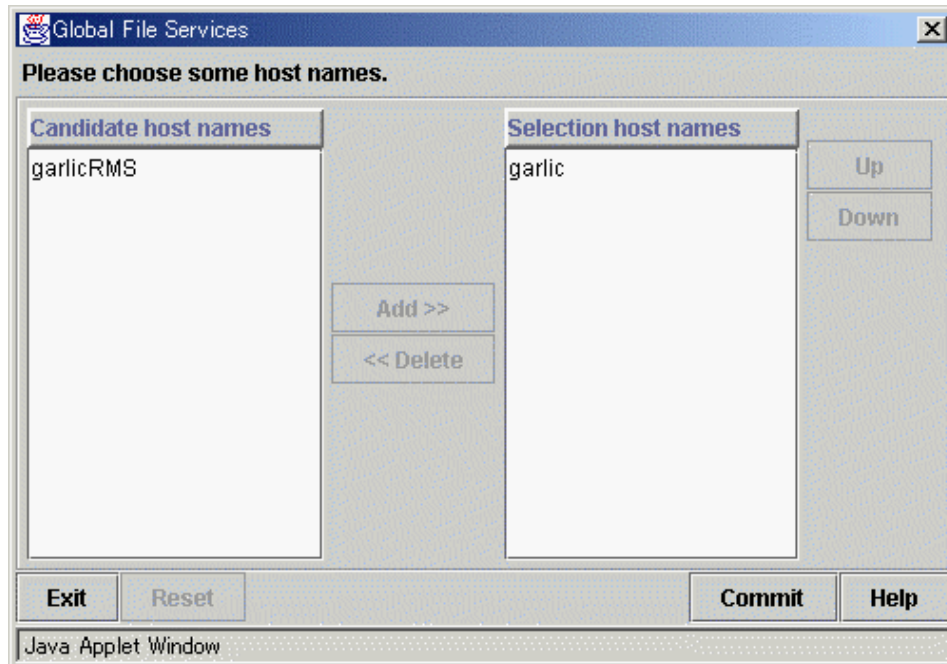 Global File Services
Please choose some host names.
Candidate host names
garlicRMS
Add >>
<< Delete
Selection host names
garlic
Up
Down
Exit
Reset
Commit
Help
Java Applet Window